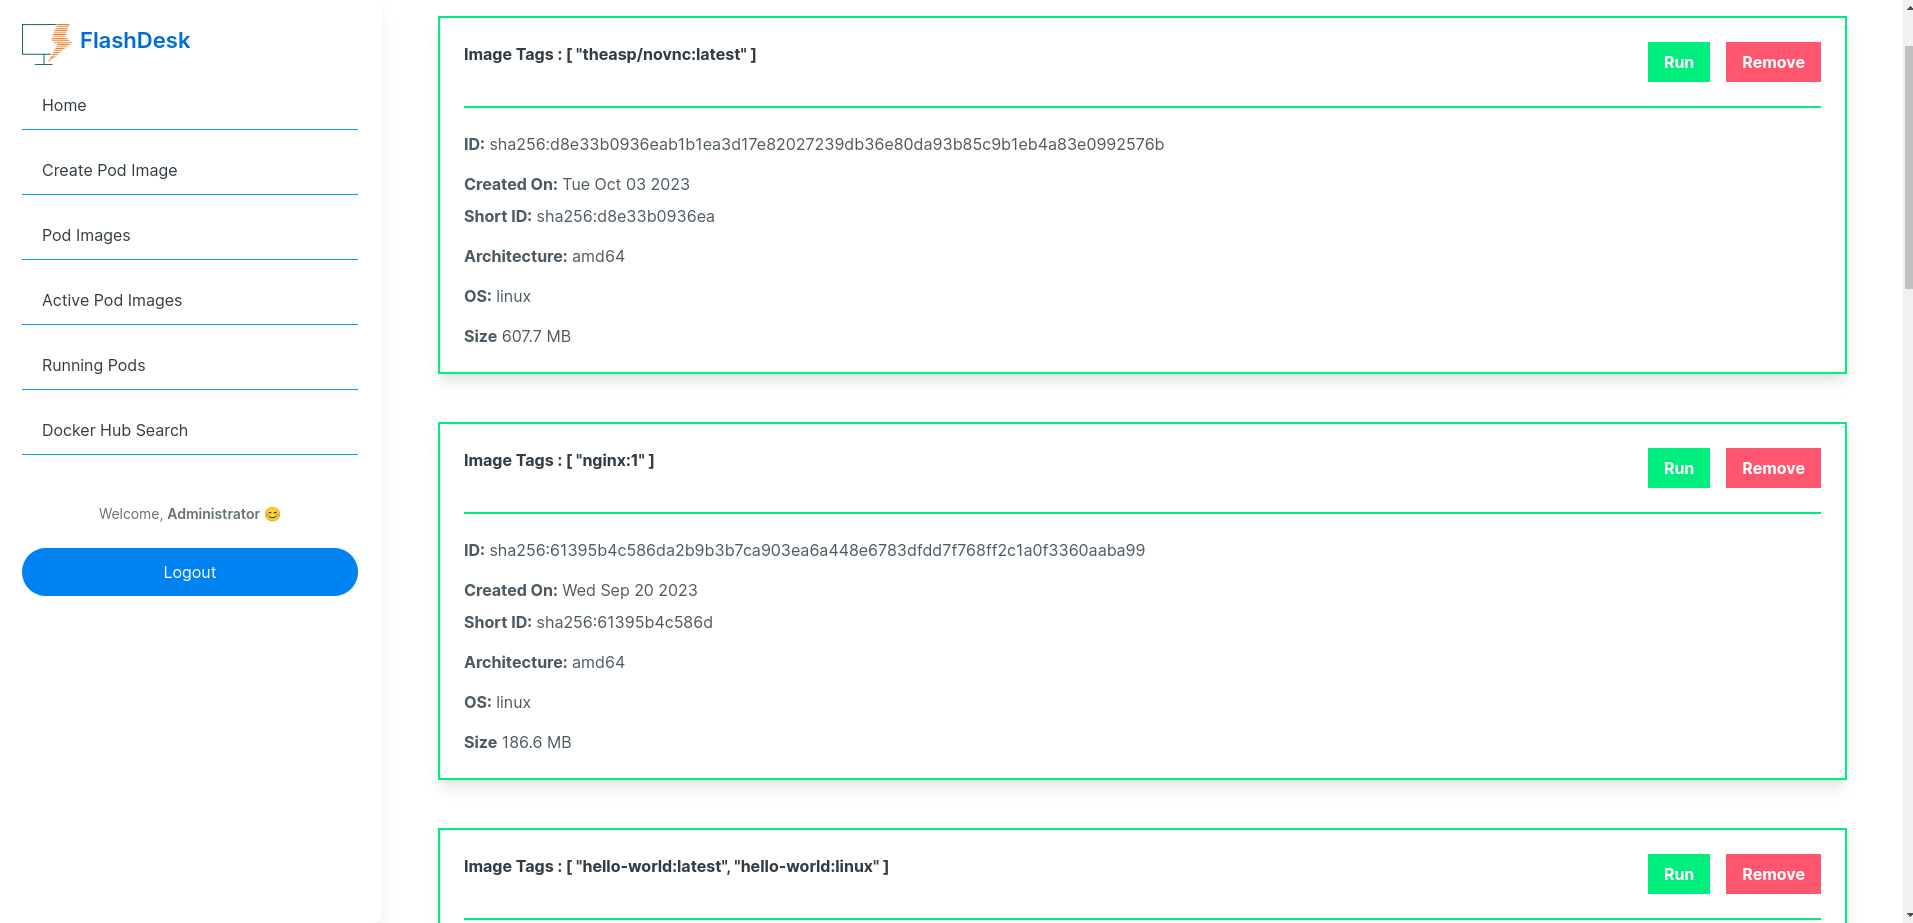 FlashDesk
Home
Create Pod Image
Pod Images
Active Pod Images
Running Pods
Docker Hub Search
Welcome, Administrator 😊
Logout
Image Tags : [ "theasp/novnc:latest" ]
Run
Remove
ID: sha256:d8e33b0936eab1b1ea3d17e82027239db36e80da93b85c9b1eb4a83e0992576b
Created On: Tue Oct 03 2023
Short ID: sha256:d8e33b0936ea
Architecture: amd64
OS: linux
Size 607.7 MB
Image Tags : [ "nginx:1" ]
Run
Remove
ID: sha256:61395b4c586da2b9b3b7ca903ea6a448e6783dfdd7f768ff2c1a0f3360aaba99
Created On: Wed Sep 20 2023
Short ID: sha256:61395b4c586d
Architecture: amd64
OS: linux
Size 186.6 MB
Image Tags : [ "hello-world:latest", "hello-world:linux" ]
Run
Remove